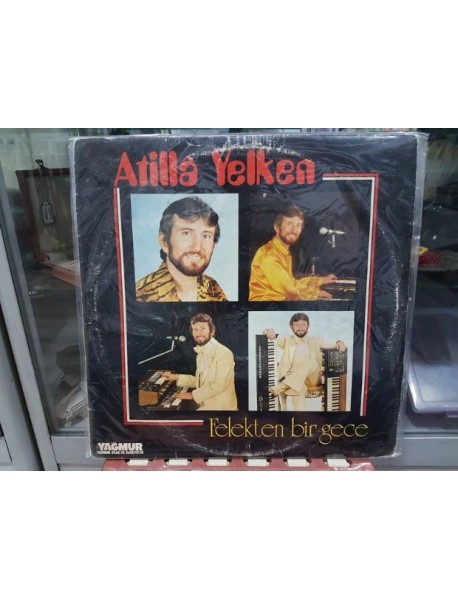 Atilla Yelken
Felekten bir gece
YAĞMUR